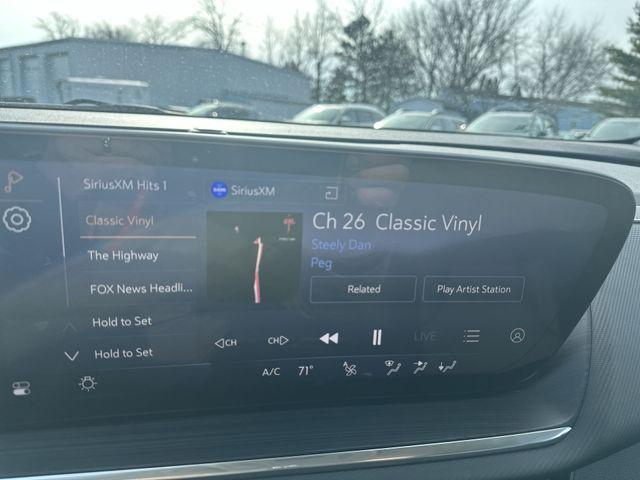 SiriusXM Hits 1
Classic Vinyl
The Highway
FOX News Headli...
Hold to Set
Hold to Set
SiriusXM
Ch 26 Classic Vinyl
Steely Dan
Peg
Related
Play Artist Station
CH
CH
LIVE
A/C 71°